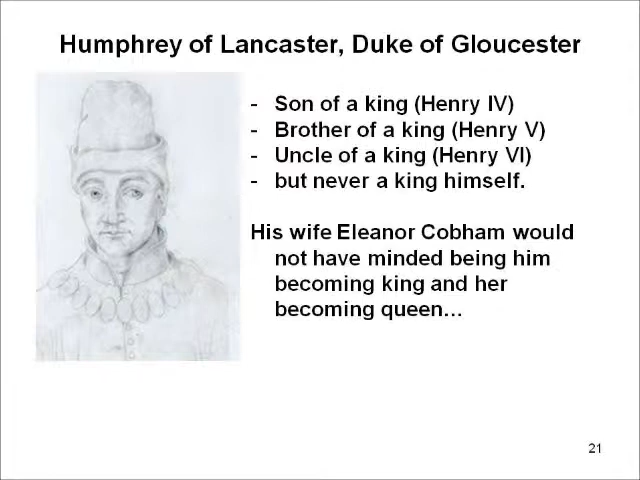 Humphrey of Lancaster, Duke of Gloucester
- Son of a king (Henry IV)
- Brother of a king (Henry V)
- Uncle of a king (Henry VI)
- but never a king himself.
His wife Eleanor Cobham would
not have minded being him
becoming king and her
becoming queen…
21